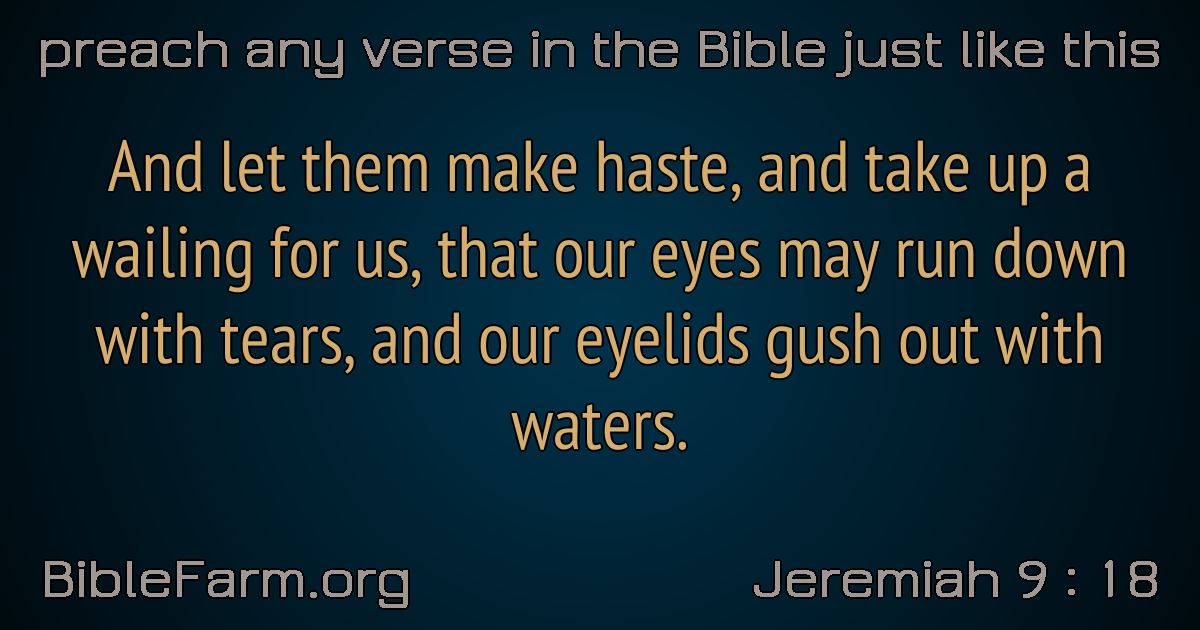 preach any verse in the Bible just like this
And let them make haste, and take up a
wailing for us, that our eyes may run down
with tears, and our eyelids gush out with
waters.
BibleFarm.org
Jeremiah 9 : 18